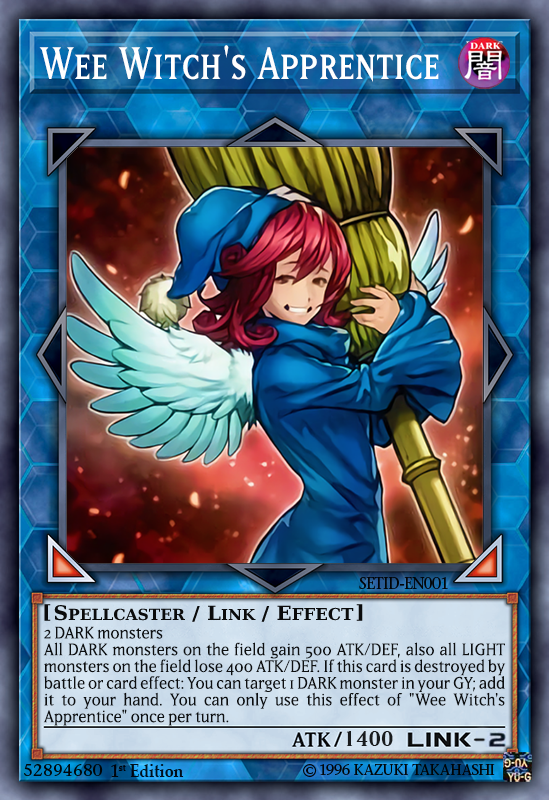 Wee Witch's Apprentice
DARK
闇
SETID-EN001
[Spellcaster / Link / Effect]
2 DARK monsters
All DARK monsters on the field gain 500 ATK/DEF, also all LIGHT
monsters on the field lose 400 ATK/DEF. If this card is destroyed by
battle or card effect: You can target 1 DARK monster in your GY; add
it to your hand. You can only use this effect of "Wee Witch's
Apprentice" once per turn.
ATK/1400 LINK-2
52894680 1st Edition ©1996 KAZUKI TAKAHASHI